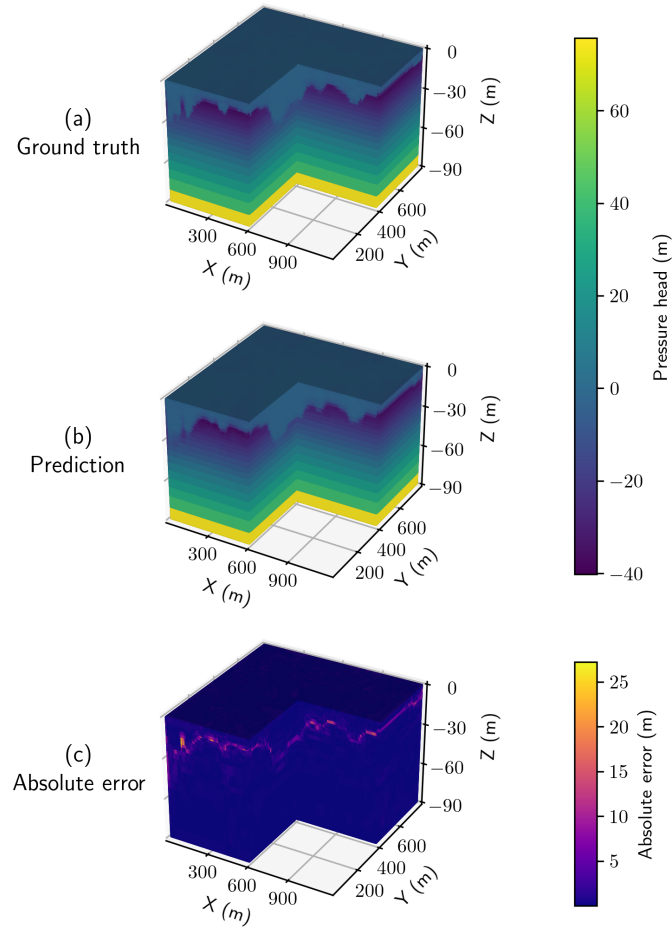 (a)
Ground truth
0
−30
−60
−90
Z (m)
300
600
900
X (m)
200
400
600
Y (m)
(b)
Prediction
0
−30
−60
−90
Z (m)
300
600
900
X (m)
200
400
600
Y (m)
60
40
20
0
−20
−40
Pressure head (m)
(c)
Absolute error
0
−30
−60
−90
Z (m)
300
600
900
X (m)
200
400
600
Y (m)
25
20
15
10
5
Absolute error (m)